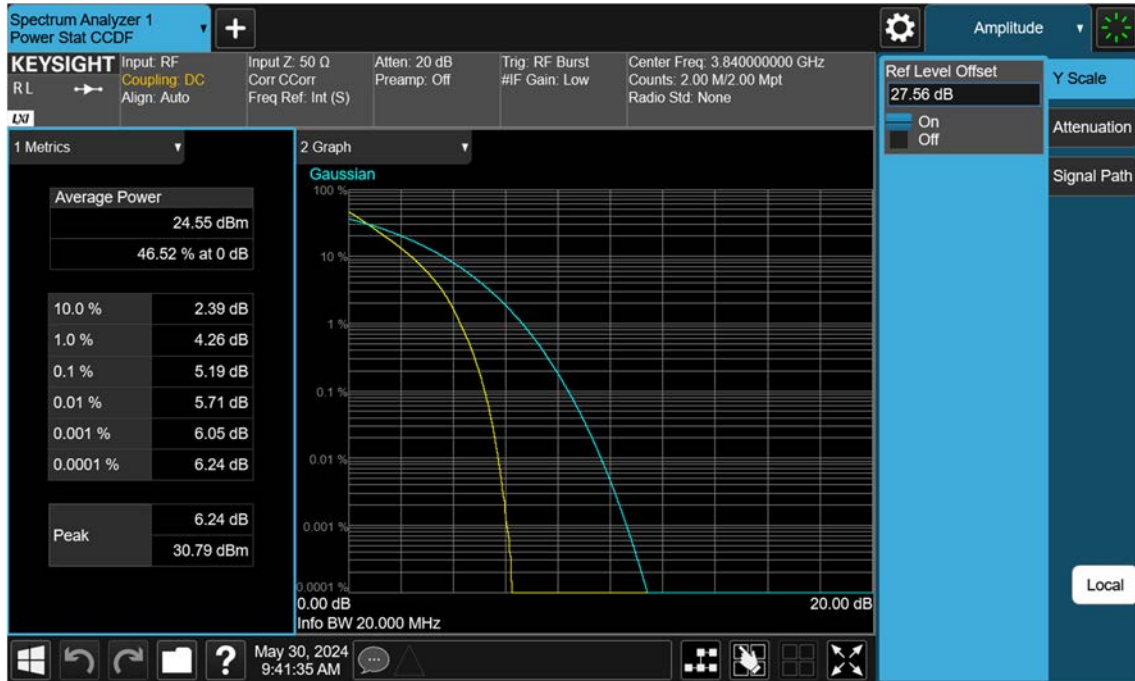 Spectrum Analyzer 1
Power Stat CCDF
Amplitude
KEYSIGHT
RL
LXI
Input: RF
Coupling: DC
Align: Auto
Input Z: 50 Ω
Corr CCorr
Freq Ref: Int (S)
Atten: 20 dB
Preamp: Off
Trig: RF Burst
#IF Gain: Low
Center Freq: 3.840000000 GHz
Counts: 2.00 M/2.00 Mpt
Radio Std: None
Ref Level Offset
27.56 dB
On
Off
Y Scale
Attenuation
Signal Path
1 Metrics
Average Power
24.55 dBm
46.52 % at 0 dB
10.0 % 2.39 dB
1.0 % 4.26 dB
0.1 % 5.19 dB
0.01 % 5.71 dB
0.001 % 6.05 dB
0.0001 % 6.24 dB
Peak 6.24 dB
30.79 dBm
2 Graph
Gaussian
100 %
10 %
1 %
0.1 %
0.01 %
0.001 %
0.0001 %
0.00 dB 20.00 dB
Info BW 20.000 MHz
Local
?
May 30, 2024
9:41:35 AM